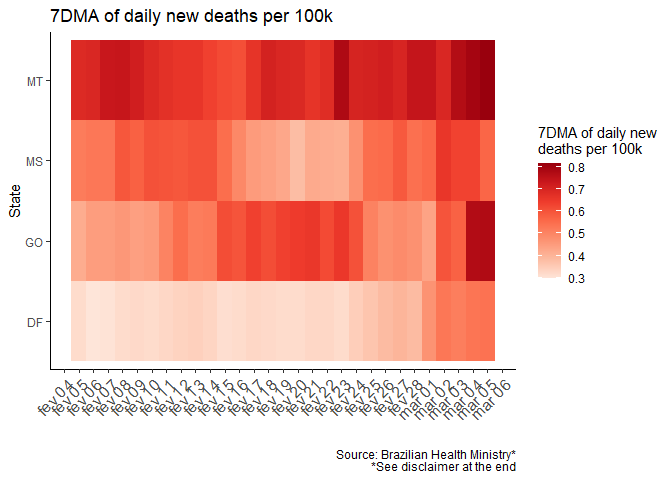 7DMA of daily new deaths per 100k
State
MT
MS
GO
DF
fev 04
fev 05
fev 06
fev 07
fev 08
fev 09
fev 10
fev 11
fev 12
fev 13
fev 14
fev 15
fev 16
fev 17
fev 18
fev 19
fev 20
fev 21
fev 22
fev 23
fev 24
fev 25
fev 26
fev 27
fev 28
mar 01
mar 02
mar 03
mar 04
mar 05
mar 06
7DMA of daily new
deaths per 100k
0.8
0.7
0.6
0.5
0.4
0.3
Source: Brazilian Health Ministry*
*See disclaimer at the end